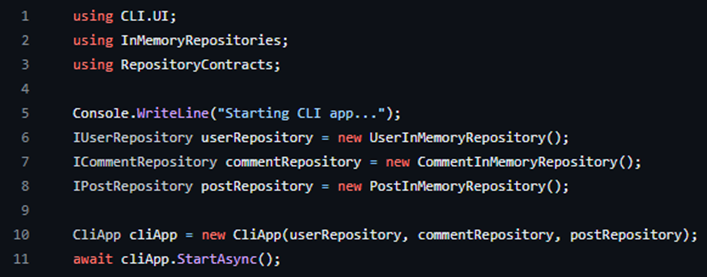 1 using CLI.UI;
2 using InMemoryRepositories;
3 using RepositoryContracts;
4
5 Console.WriteLine("Starting CLI app...");
6 IUserRepository userRepository = new UserInMemoryRepository();
7 ICommentRepository commentRepository = new CommentInMemoryRepository();
8 IPostRepository postRepository = new PostInMemoryRepository();
9
10 CliApp cliApp = new CliApp(userRepository, commentRepository, postRepository);
11 await cliApp.StartAsync();